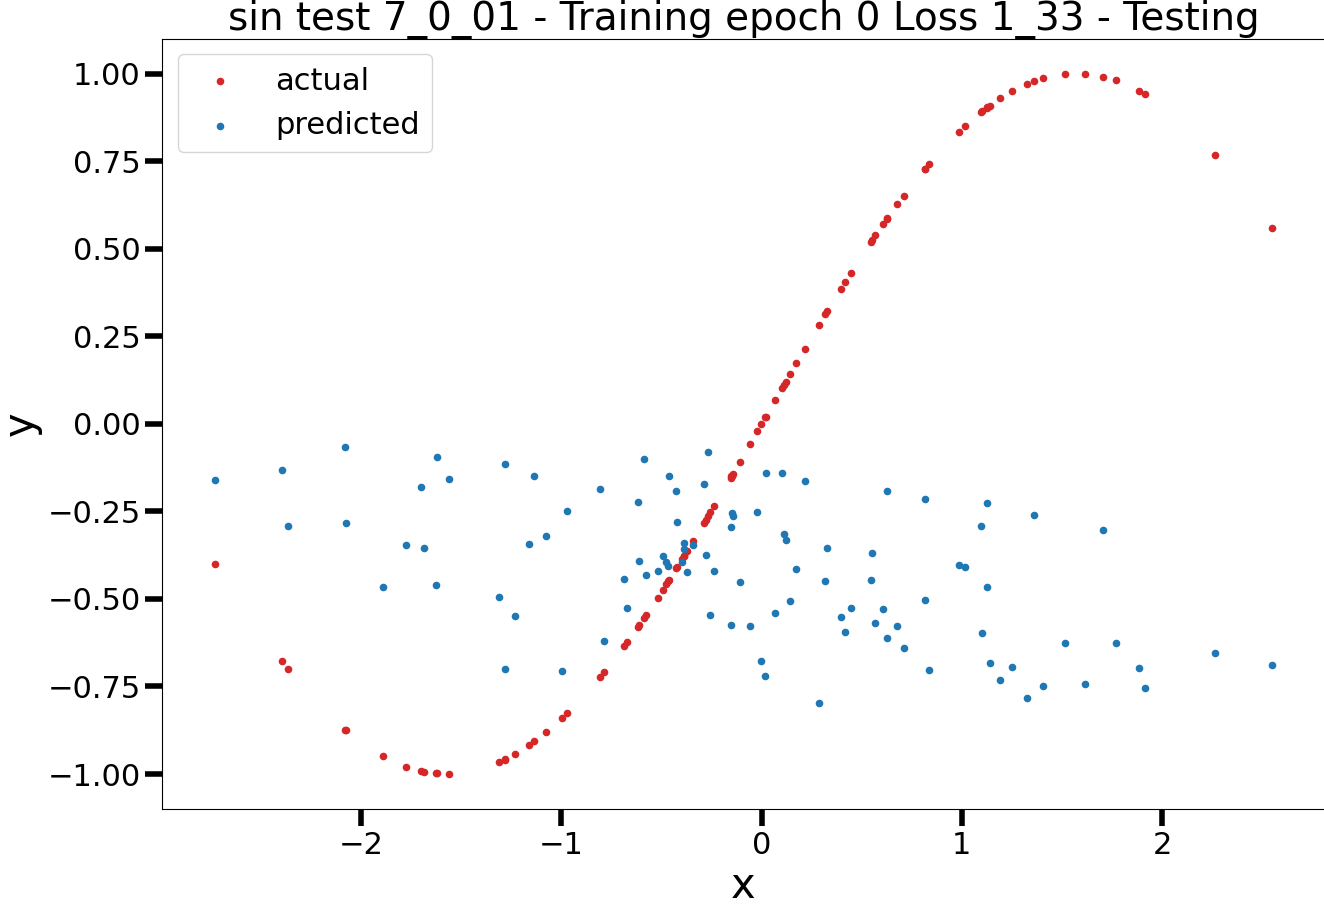 sin test 7_0_01 - Training epoch 0 Loss 1_33 - Testing
actual
predicted
1.00
0.75
0.50
0.25
0.00
−0.25
−0.50
−0.75
−1.00
y
−2 −1 0 1 2
x